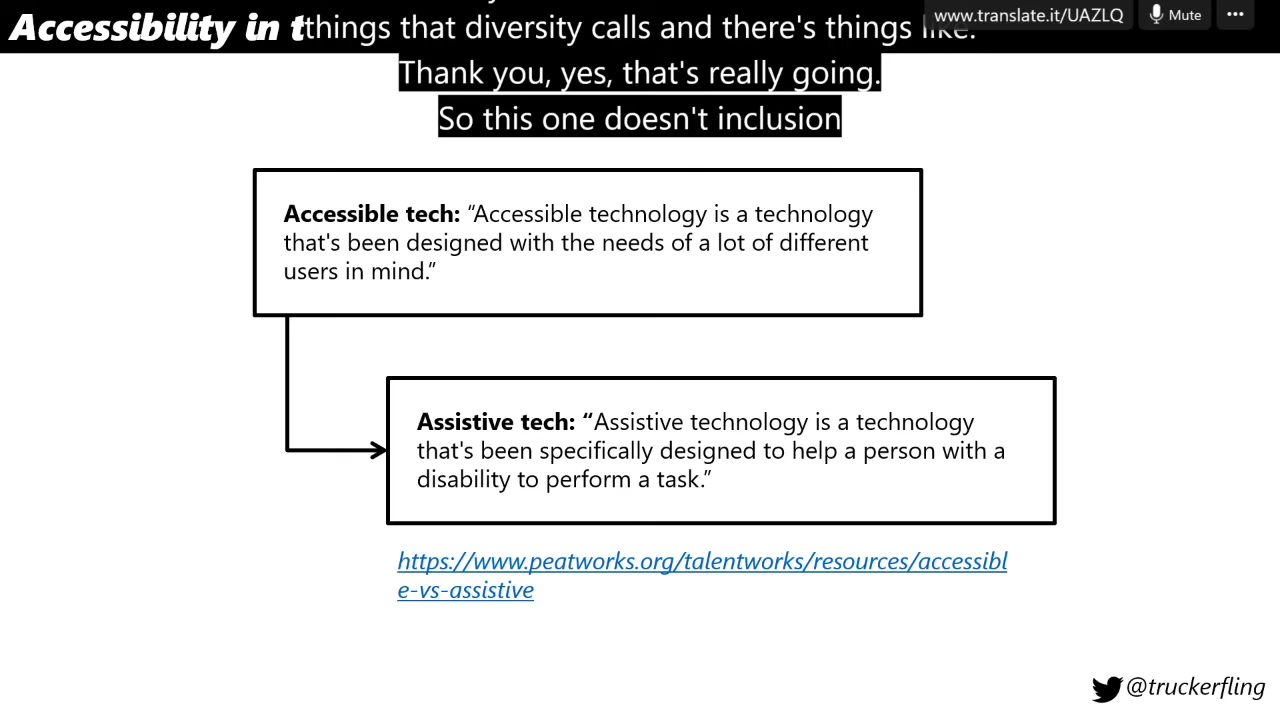 Accessibility in t
things that diversity calls and there's things like.
Thank you, yes, that's really going.
So this one doesn't inclusion
www.translate.it/UAZLQ
Mute
Accessible tech: “Accessible technology is a technology
that's been designed with the needs of a lot of different
users in mind.”
Assistive tech: “Assistive technology is a technology
that's been specifically designed to help a person with a
disability to perform a task.”
https://www.peatworks.org/talentworks/resources/accessibl
e-vs-assistive
@truckerfling